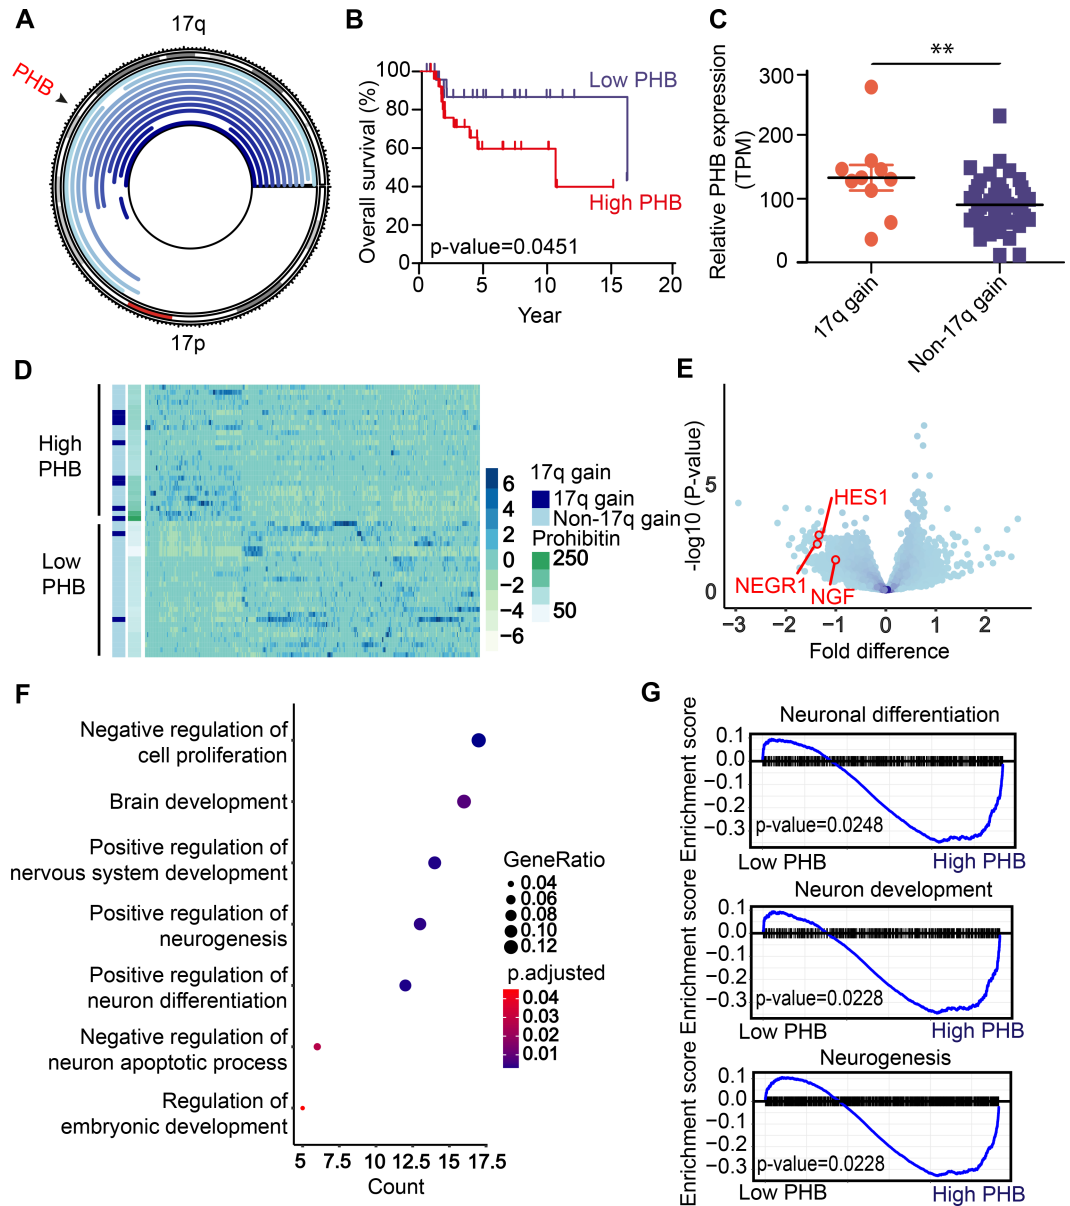 A
17q
PHB
17p
B
Overall survival (%)
100
80
60
40
20
0
Low PHB
High PHB
p-value=0.0451
0
5
10
15
20
Year
C
**
Relative PHB expression
(TPM)
300
200
100
0
17q gain
Non-17q gain
D
High
PHB
Low
PHB
6
4
2
0
−2
−4
−6
17q gain
17q gain
Non-17q gain
Prohibitin
250
50
E
-log10 (P-value)
5
0
HES1
NEGR1
NGF
−3
−2
−1
0
1
2
Fold difference
F
Negative regulation of
cell proliferation
Brain development
Positive regulation of
nervous system development
Positive regulation of
neurogenesis
Positive regulation of
neuron differentiation
Negative regulation of
neuron apoptotic process
Regulation of
embryonic development
5
7.5
10
12.5
15
17.5
Count
GeneRatio
0.04
0.06
0.08
0.10
0.12
p.adjusted
0.04
0.03
0.02
0.01
G
Neuronal differentiation
Enrichment score
0.1
0.0
−0.1
−0.2
−0.3
p-value=0.0248
Low PHB
High PHB
Neuron development
Enrichment score
0.1
0.0
−0.1
−0.2
−0.3
p-value=0.0228
Low PHB
High PHB
Neurogenesis
Enrichment score
0.1
0.0
−0.1
−0.2
−0.3
p-value=0.0228
Low PHB
High PHB